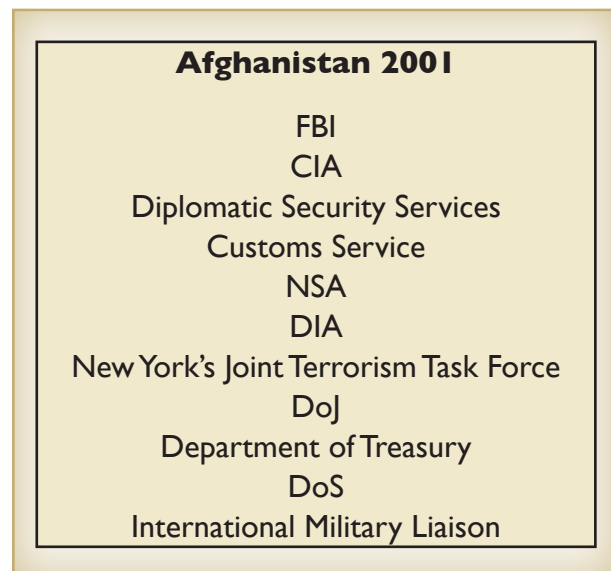 Afghanistan 2001
FBI
CIA
Diplomatic Security Services
Customs Service
NSA
DIA
New York's Joint Terrorism Task Force
DoJ
Department of Treasury
DoS
International Military Liaison